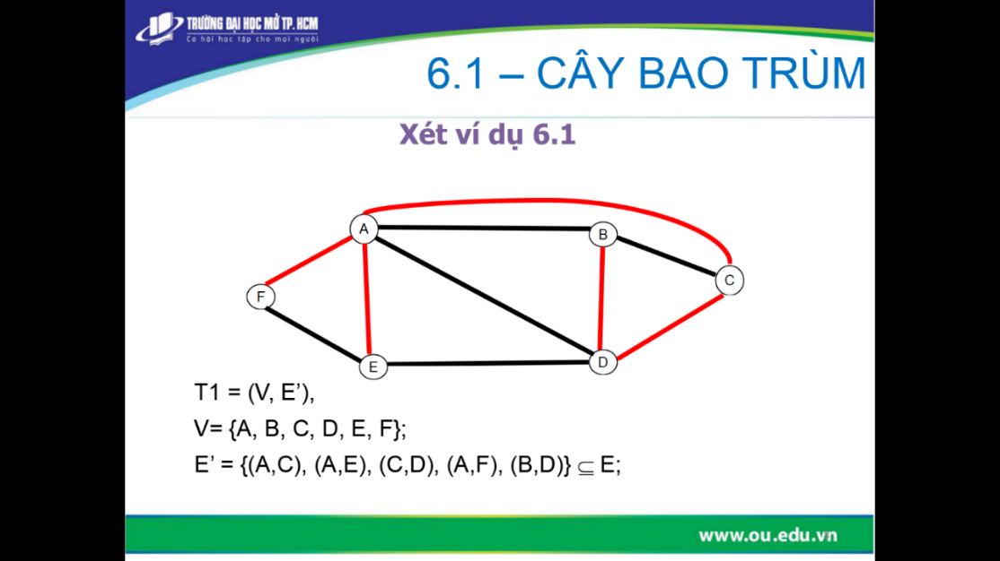 TRƯỜNG ĐẠI HỌC MỞ TP. HCM
Cơ hội học tập cho mọi người
6.1 – CÂY BAO TRÙM
Xét ví dụ 6.1
A
B
C
F
E
D
T1 = (V, E’),
V= {A, B, C, D, E, F};
E’ = {(A,C), (A,E), (C,D), (A,F), (B,D)} ⊆ E;
www.ou.edu.vn